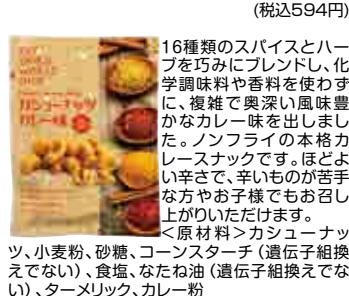 (税込594円)
カシューナッツ
カレー味
16種類のスパイスとハー
ブを巧みにブレンドし、化
学調味料や香料を使わず
に、複雑で奥深い風味豊
かなカレー味を出しまし
た。ノンフライの本格カ
レースナックです。ほどよ
い辛さで、辛いものが苦手
な方やお子様でもお召し
上がりいただけます。
<原材料>カシューナッ
ツ、小麦粉、砂糖、コーンスターチ（遺伝子組換
えでない）、食塩、なたね油（遺伝子組換えでな
い）、ターメリック、カレー粉